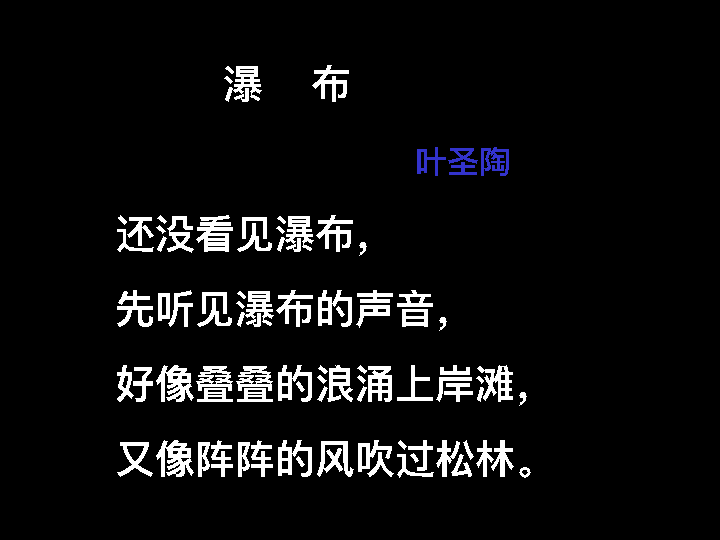 瀑 布
叶圣陶
还没看见瀑布，
先听见瀑布的声音，
好像叠叠的浪涌上岸滩，
又像阵阵的风吹过松林。